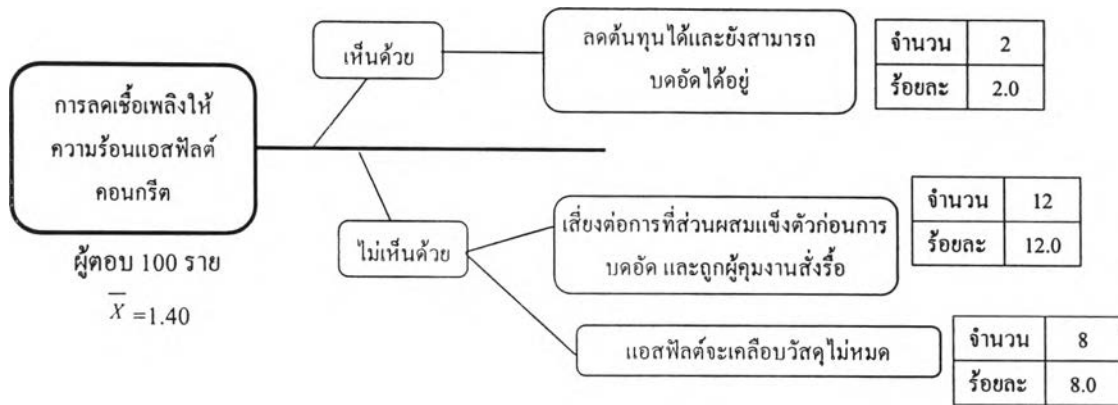 การลดเชื้อเพลิงให้
ความร้อนแอสฟัลต์
คอนกรีต
ผู้ตอบ 100 ราย
X̅ =1.40
เห็นด้วย
ลดต้นทุนได้และยังสามารถ
บดอัดได้อยู่
จำนวน 2
ร้อยละ 2.0
ไม่เห็นด้วย
เสี่ยงต่อการที่ส่วนผสมแข็งตัวก่อนการ
บดอัด และถูกผู้คุมงานสั่งรื้อ
จำนวน 12
ร้อยละ 12.0
แอสฟัลต์จะเคลือบวัสดุไม่หมด
จำนวน 8
ร้อยละ 8.0